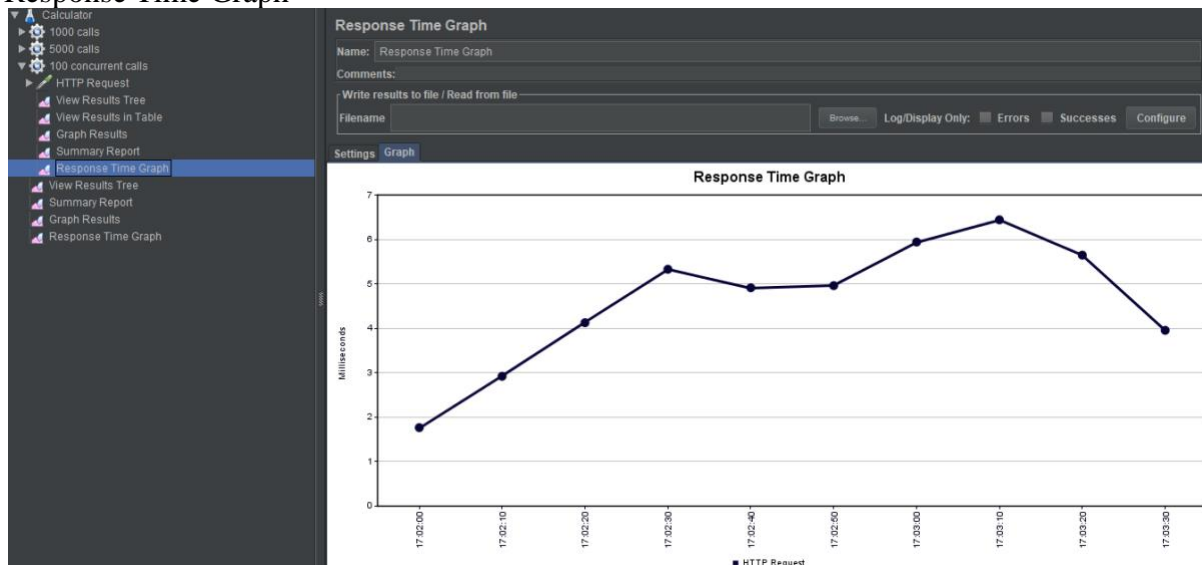 Response Time Graph
Calculator
1000 calls
5000 calls
100 concurrent calls
HTTP Request
View Results Tree
View Results in Table
Graph Results
Summary Report
Response Time Graph
View Results Tree
Summary Report
Graph Results
Response Time Graph
Response Time Graph
Name: Response Time Graph
Comments:
Write results to file / Read from file
Filename Browse... Log/Display Only: Errors Successes Configure
Settings Graph
Response Time Graph
7
6
5
4
3
2
1
0
Milliseconds
17:02:00 17:02:10 17:02:20 17:02:30 17:02:40 17:02:50 17:03:00 17:03:10 17:03:20 17:03:30
HTTP Request